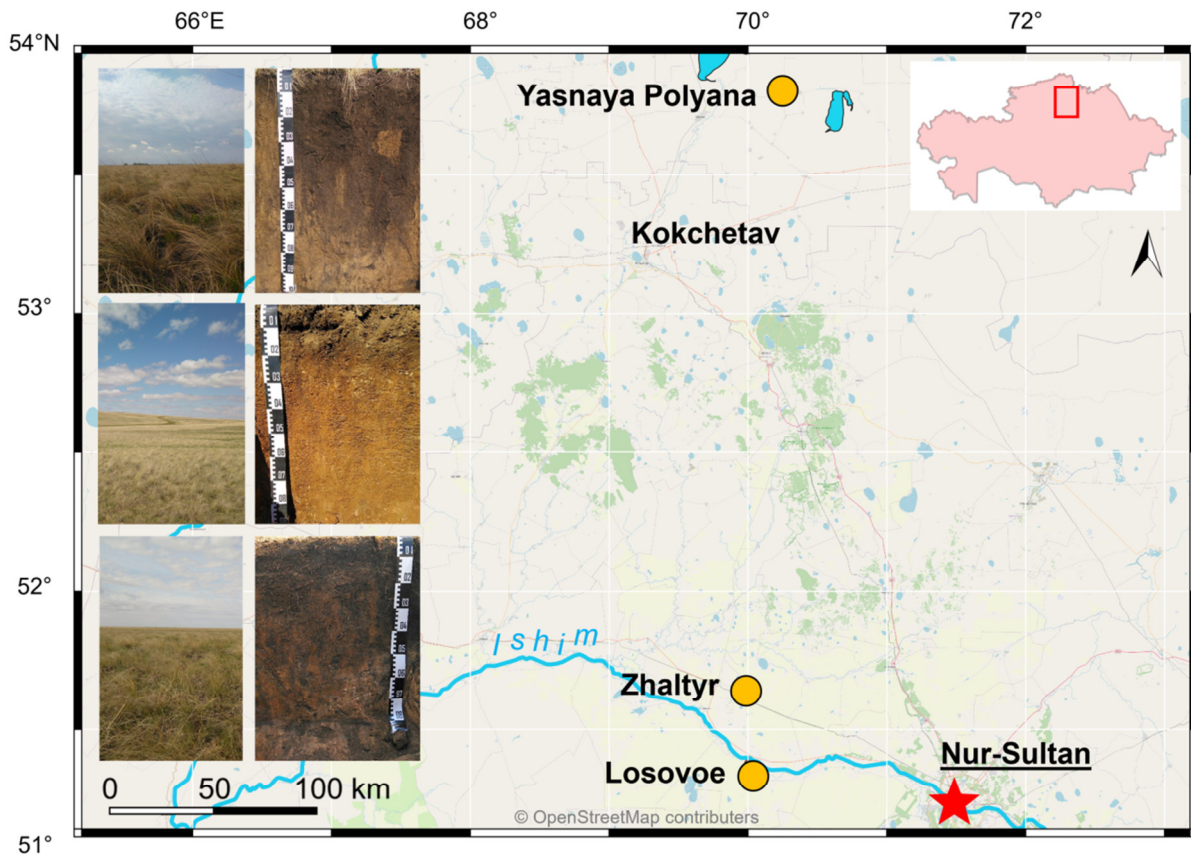 66°E
68°
70°
72°
54°N
53°
52°
51°
Yasnaya Polyana
Kokchetav
Ishim
Zhaltyr
Losovoe
Nur-Sultan
0 50 100 km
© OpenStreetMap contributers